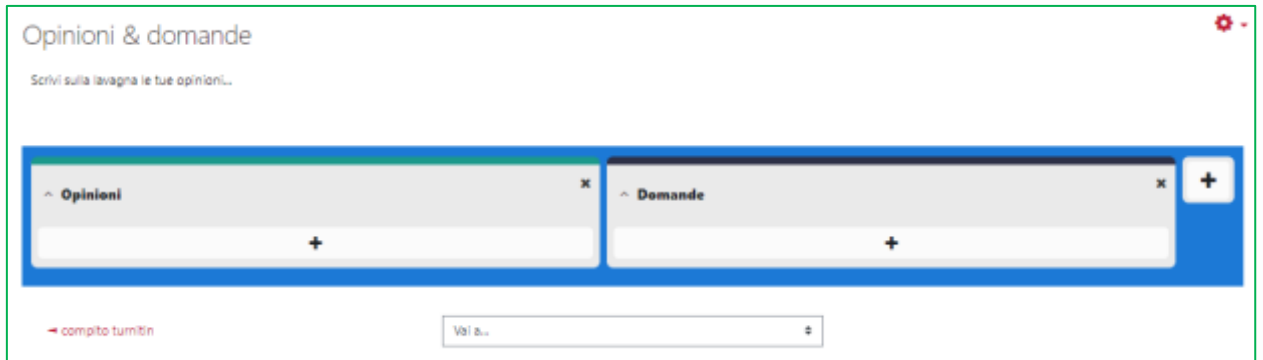 Opinioni & domande
Scrivi sulla lavagna le tue opinioni...
Opinioni
Domande
compito turnitin
Vai a...